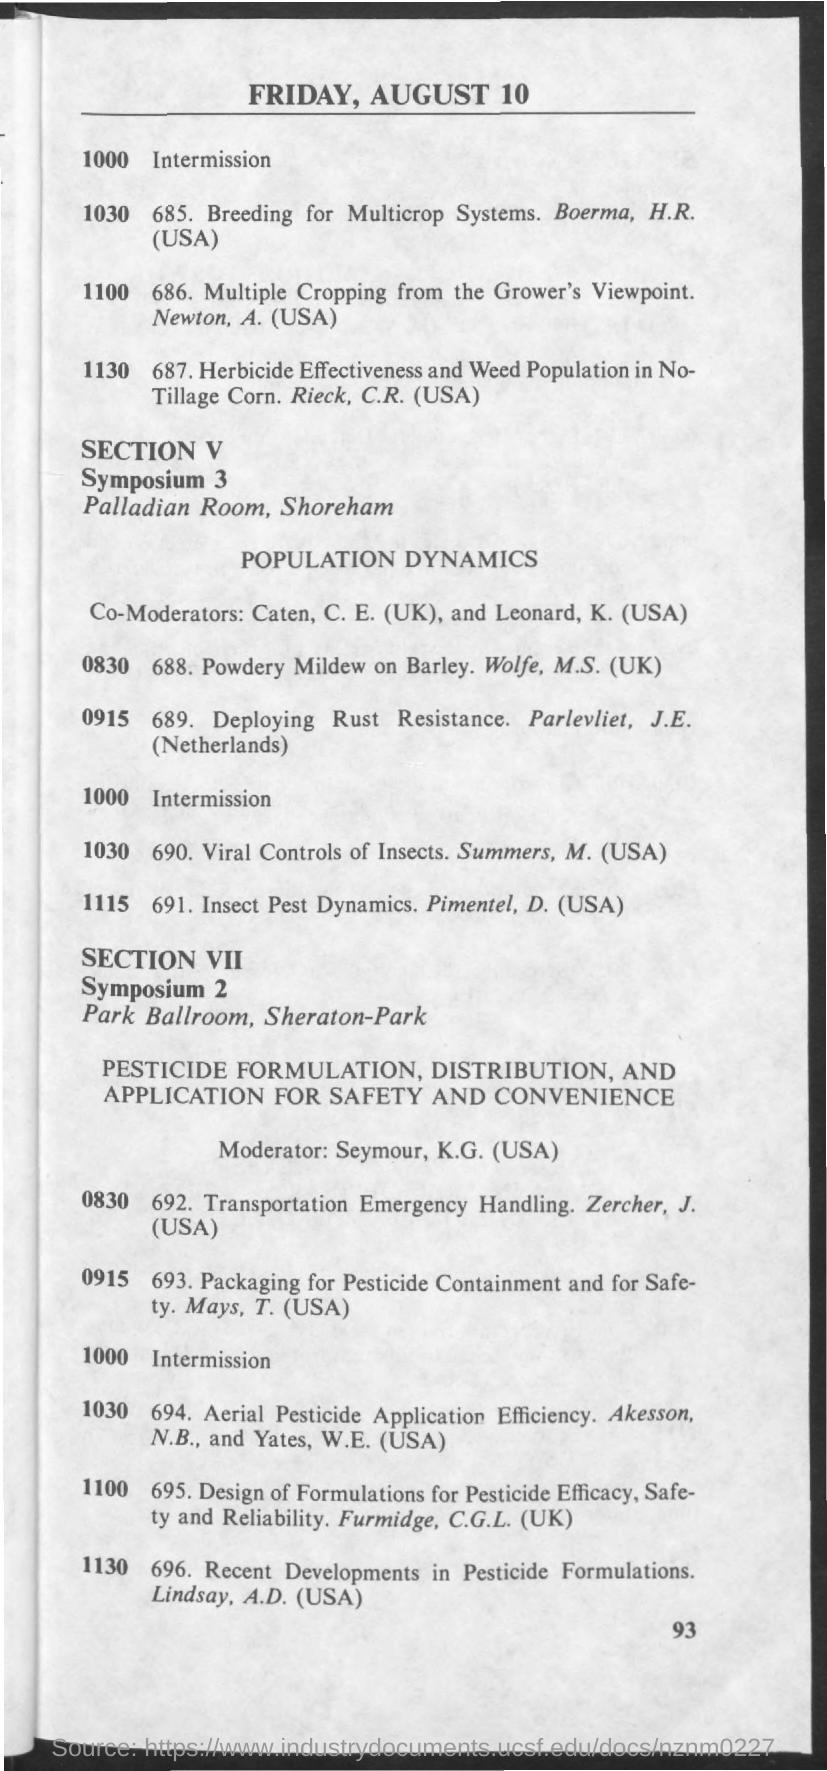 FRIDAY, AUGUST 10
1000 Intermission
1030 685. Breeding for Multicrop Systems. Boerma, H.R.
(USA)
1100 686. Multiple Cropping from the Grower's Viewpoint.
Newton, A. (USA)
1130 687. Herbicide Effectiveness and Weed Population in No-
Tillage Corn. Rieck, C.R. (USA)
SECTION V
Symposium 3
Palladian Room, Shoreham
POPULATION DYNAMICS
Co-Moderators: Caten, C. E. (UK), and Leonard, K. (USA)
0830 688. Powdery Mildew on Barley. Wolfe, M.S. (UK)
0915 689. Deploying Rust Resistance. Parlevliet, J.E.
(Netherlands)
1000 Intermission
1030 690. Viral Controls of Insects. Summers, M. (USA)
1115 691. Insect Pest Dynamics. Pimentel, D. (USA)
SECTION VII
Symposium 2
Park Ballroom, Sheraton-Park
PESTICIDE FORMULATION, DISTRIBUTION, AND
APPLICATION FOR SAFETY AND CONVENIENCE
Moderator: Seymour, K.G. (USA)
0830 692. Transportation Emergency Handling. Zercher, J.
(USA)
0915 693. Packaging for Pesticide Containment and for Safe-
ty. Mays, T. (USA)
1000 Intermission
1030 694. Aerial Pesticide Application Efficiency. Akesson,
N.B., and Yates, W.E. (USA)
1100 695. Design of Formulations for Pesticide Efficacy, Safe-
ty and Reliability. Furmidge, C.G.L. (UK)
1130 696. Recent Developments in Pesticide Formulations.
Lindsay, A.D. (USA)
93
Source: https://www.industrydocuments.ucsf.edu/docs/nznm0227